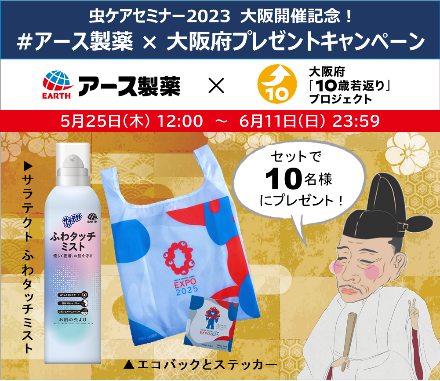 虫ケアセミナー2023 大阪開催記念！
#アース製薬 × 大阪府プレゼントキャンペーン
EARTH アース製薬 × 10 大阪府
「10歳若返り」
プロジェクト
5月25日(木) 12:00 ～ 6月11日(日) 23:59
▶サラテクト ふわタッチミスト
ふわタッチ
ミスト
EXPO
2025
セットで
10名様
にプレゼント！
▲エコバックとステッカー